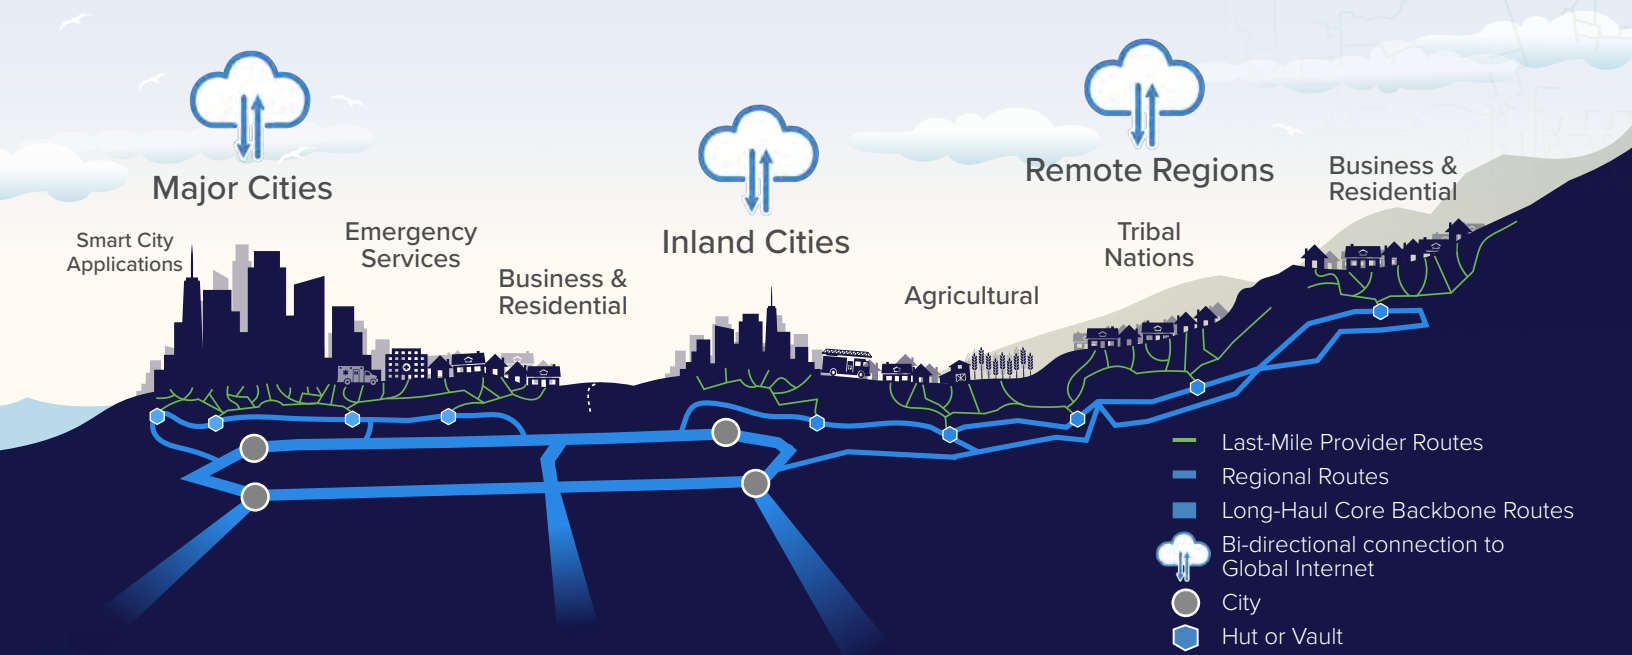 Major Cities
Smart City
Applications
Emergency
Services
Business &
Residential
Inland Cities
Agricultural
Remote Regions
Tribal
Nations
Business &
Residential
Last-Mile Provider Routes
Regional Routes
Long-Haul Core Backbone Routes
Bi-directional connection to
Global Internet
City
Hut or Vault